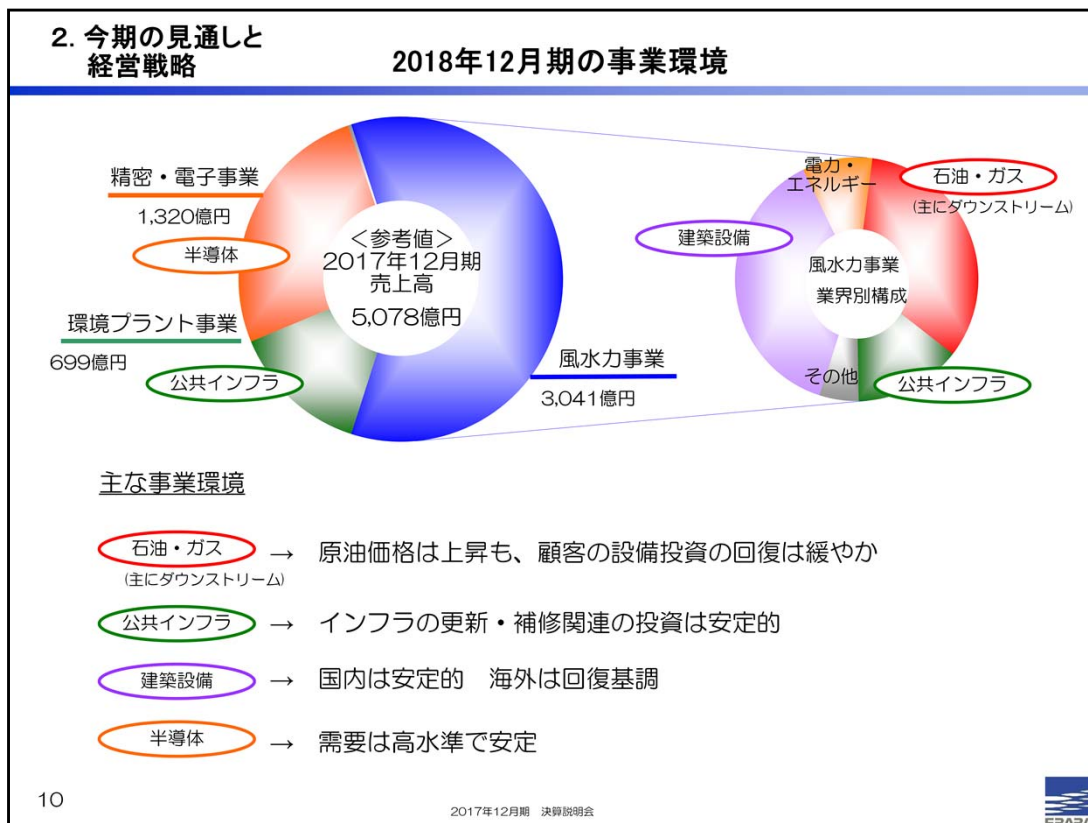 2. 今期の見通しと
経営戦略
2018年12月期の事業環境
精密・電子事業
1,320億円
半導体
環境プラント事業
699億円
公共インフラ
＜参考値＞
2017年12月期
売上高
5,078億円
風水力事業
3,041億円
電力・
エネルギー
石油・ガス
(主にダウンストリーム)
建築設備
風水力事業
業界別構成
その他
公共インフラ
主な事業環境
石油・ガス → 原油価格は上昇も、顧客の設備投資の回復は緩やか
(主にダウンストリーム)
公共インフラ → インフラの更新・補修関連の投資は安定的
建築設備 → 国内は安定的　海外は回復基調
半導体 → 需要は高水準で安定
10
2017年12月期　決算説明会